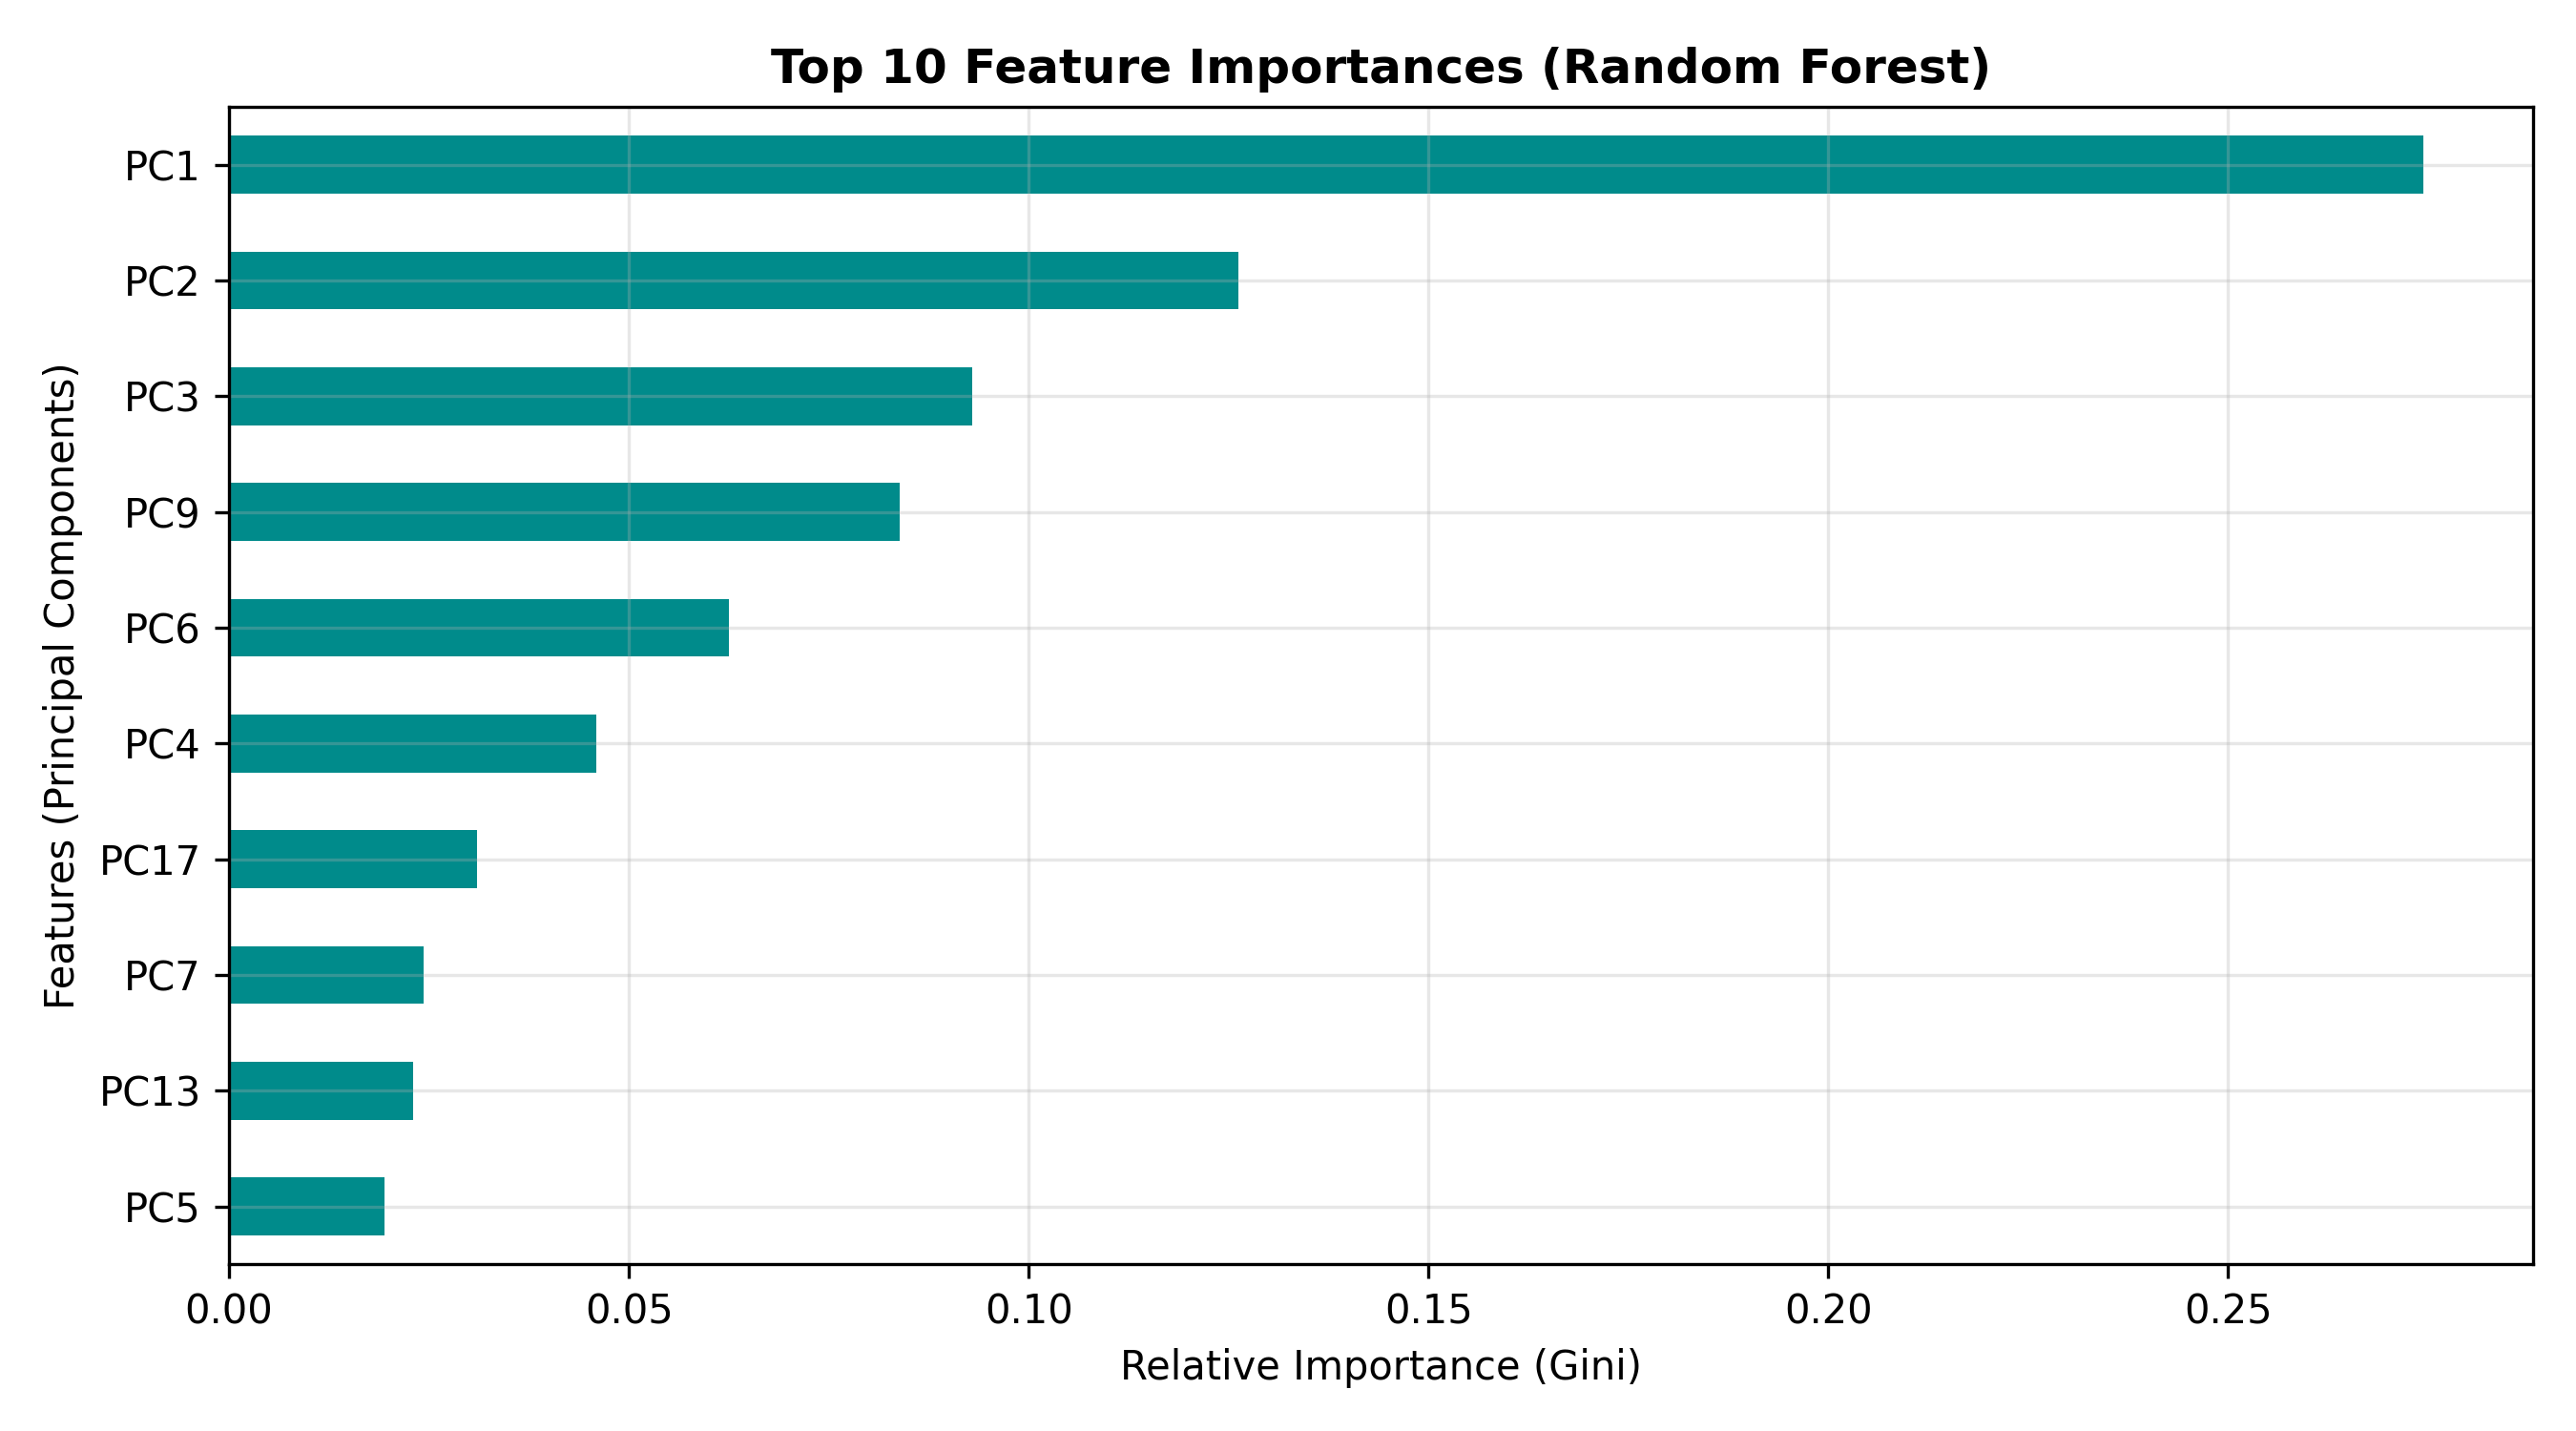 Top 10 Feature Importances (Random Forest)
Features (Principal Components)
PC1
PC2
PC3
PC9
PC6
PC4
PC17
PC7
PC13
PC5
0.00 0.05 0.10 0.15 0.20 0.25
Relative Importance (Gini)